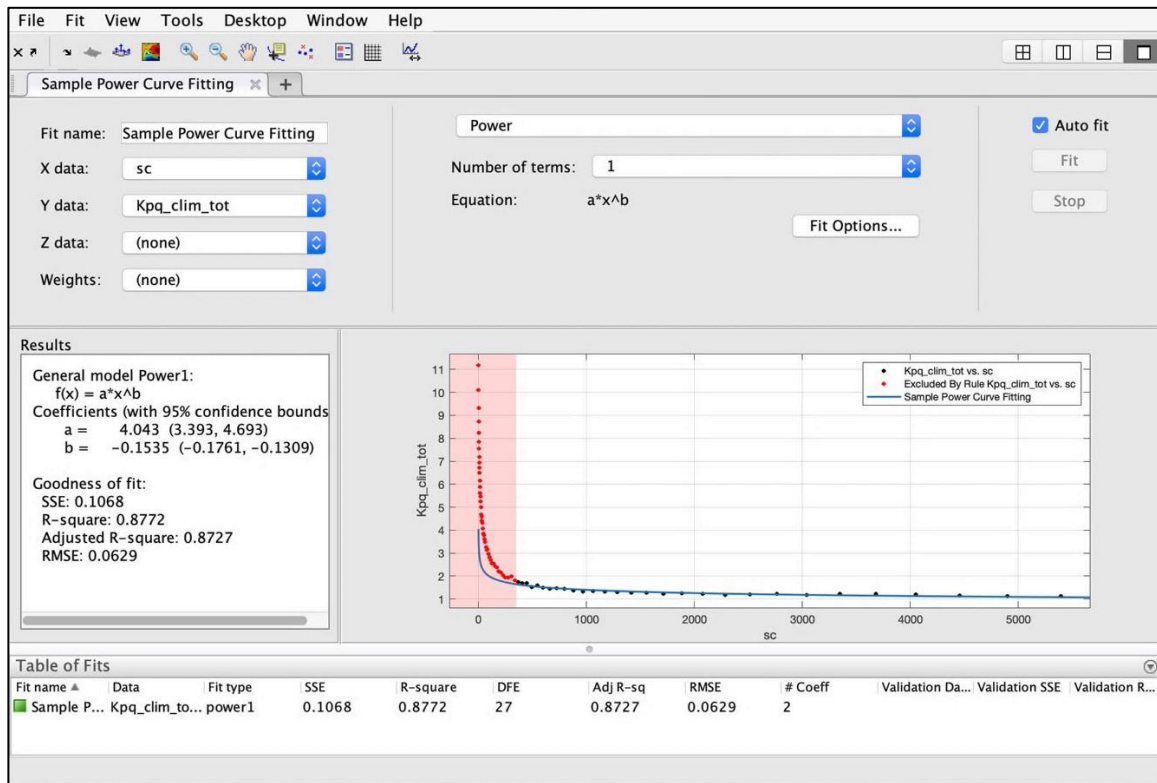 File Fit View Tools Desktop Window Help
Sample Power Curve Fitting
Fit name: Sample Power Curve Fitting
X data: sc
Y data: Kpq_clim_tot
Z data: (none)
Weights: (none)
Power
Number of terms: 1
Equation: a*x^b
Fit Options...
Auto fit
Fit
Stop
Results
General model Power1:
f(x) = a*x^b
Coefficients (with 95% confidence bounds
a = 4.043 (3.393, 4.693)
b = -0.1535 (-0.1761, -0.1309)
Goodness of fit:
SSE: 0.1068
R-square: 0.8772
Adjusted R-square: 0.8727
RMSE: 0.0629
Kpq_clim_tot
11
10
9
8
7
6
5
4
3
2
1
Kpq_clim_tot vs. sc
Excluded By Rule Kpq_clim_tot vs. sc
Sample Power Curve Fitting
0 1000 2000 3000 4000 5000
sc
Table of Fits
Fit name Data Fit type SSE R-square DFE Adj R-sq RMSE # Coeff Validation Da... Validation SSE Validation R...
Sample P... Kpq_clim_to... power1 0.1068 0.8772 27 0.8727 0.0629 2